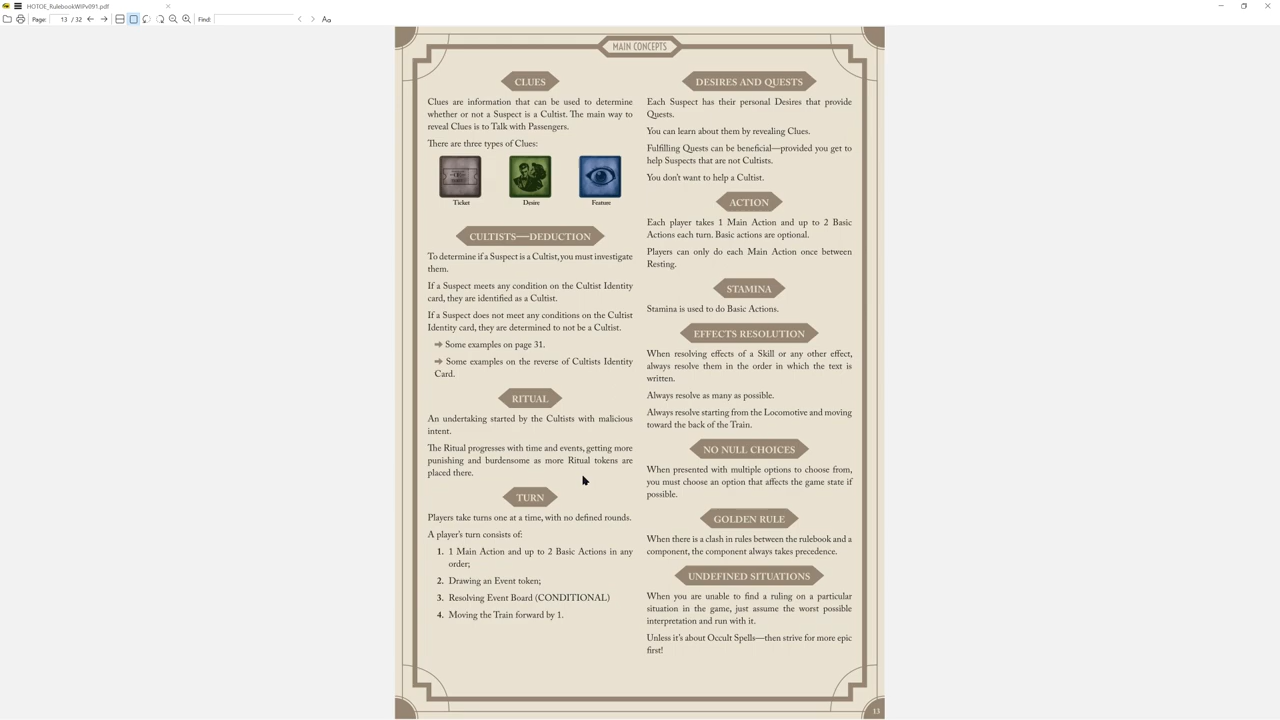 HOTOE_RulebookWIPv091.pdf
Page: 13 / 32 Find: Aa
MAIN CONCEPTS
CLUES
Clues are information that can be used to determine
whether or not a Suspect is a Cultist. The main way to
reveal Clues is to Talk with Passengers.
There are three types of Clues:
Ticket Desire Feature
CULTISTS—DEDUCTION
To determine if a Suspect is a Cultist, you must investigate
them.
If a Suspect meets any condition on the Cultist Identity
card, they are identified as a Cultist.
If a Suspect does not meet any conditions on the Cultist
Identity card, they are determined to not be a Cultist.
Some examples on page 31.
Some examples on the reverse of Cultists Identity
Card.
RITUAL
An undertaking started by the Cultists with malicious
intent.
The Ritual progresses with time and events, getting more
punishing and burdensome as more Ritual tokens are
placed there.
TURN
Players take turns one at a time, with no defined rounds.
A player's turn consists of:
1. 1 Main Action and up to 2 Basic Actions in any
order;
2. Drawing an Event token;
3. Resolving Event Board (CONDITIONAL)
4. Moving the Train forward by 1.
DESIRES AND QUESTS
Each Suspect has their personal Desires that provide
Quests.
You can learn about them by revealing Clues.
Fulfilling Quests can be beneficial—provided you get to
help Suspects that are not Cultists.
You don't want to help a Cultist.
ACTION
Each player takes 1 Main Action and up to 2 Basic
Actions each turn. Basic actions are optional.
Players can only do each Main Action once between
Resting.
STAMINA
Stamina is used to do Basic Actions.
EFFECTS RESOLUTION
When resolving effects of a Skill or any other effect,
always resolve them in the order in which the text is
written.
Always resolve as many as possible.
Always resolve starting from the Locomotive and moving
toward the back of the Train.
NO NULL CHOICES
When presented with multiple options to choose from,
you must choose an option that affects the game state if
possible.
GOLDEN RULE
When there is a clash in rules between the rulebook and a
component, the component always takes precedence.
UNDEFINED SITUATIONS
When you are unable to find a ruling on a particular
situation in the game, just assume the worst possible
interpretation and run with it.
Unless it's about Occult Spells—then strive for more epic
first!
13